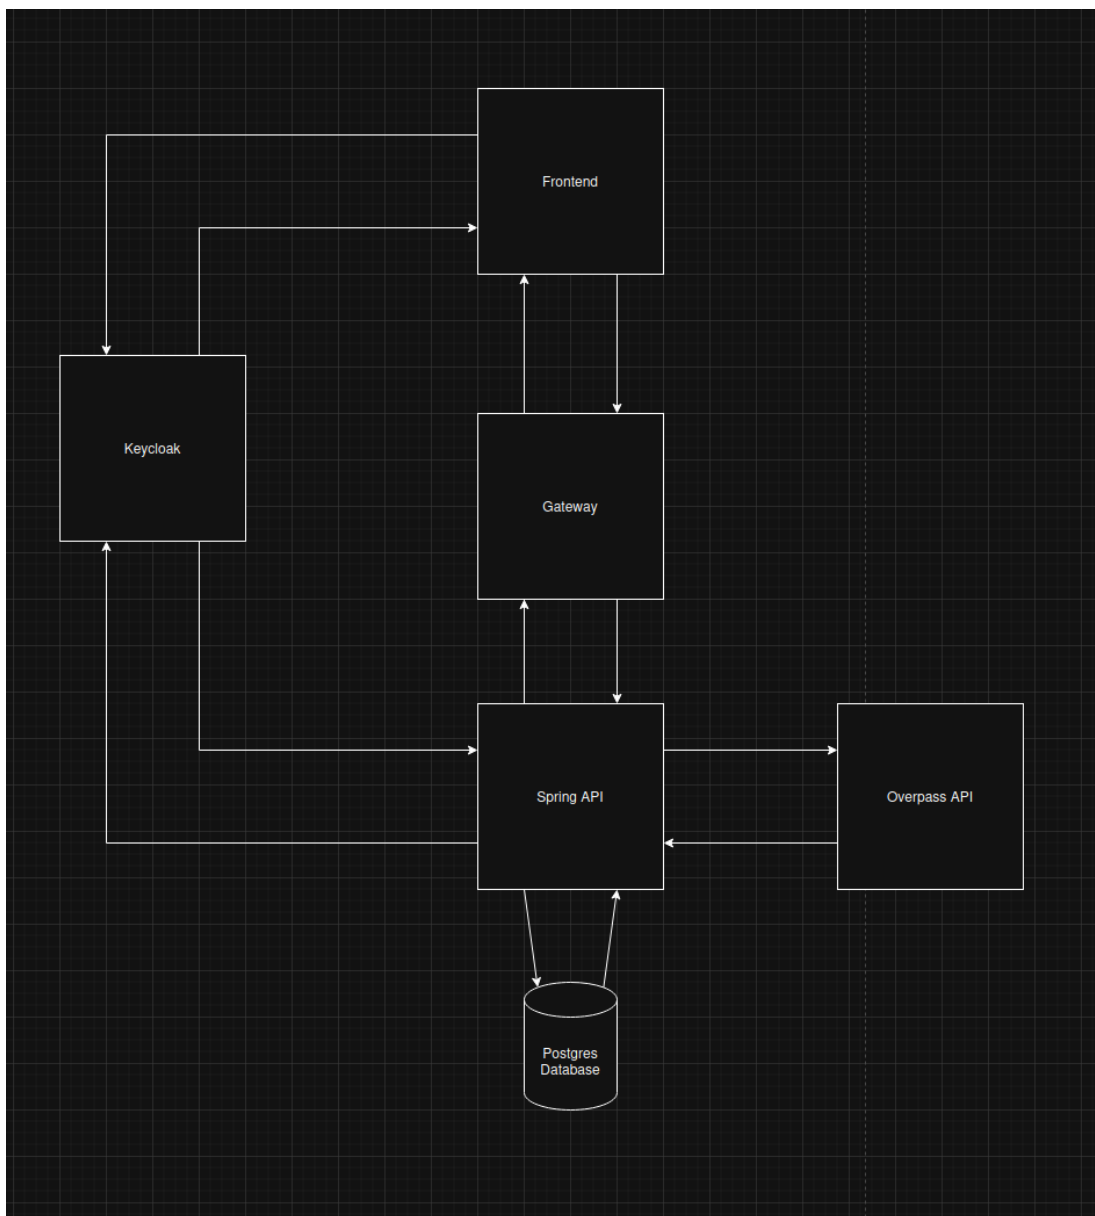 Frontend
Keycloak
Gateway
Spring API
Overpass API
Postgres
Database